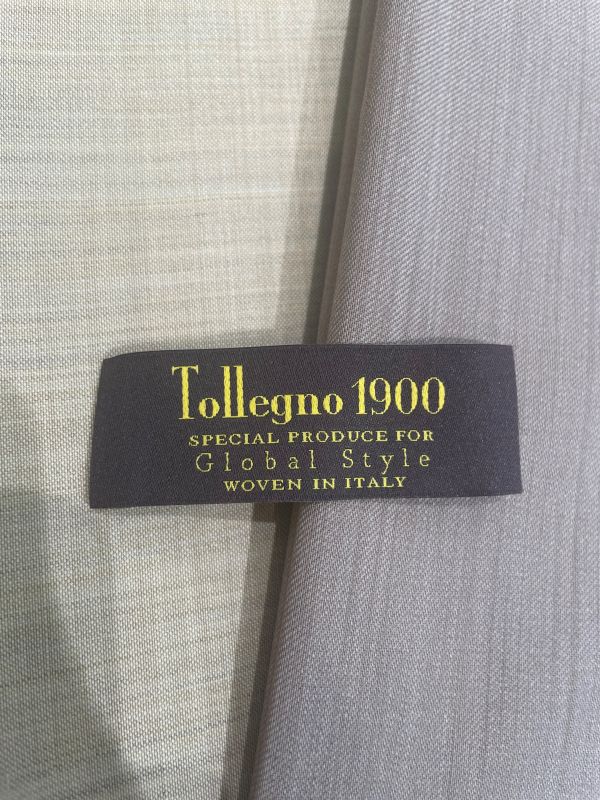 Tollegno 1900
SPECIAL PRODUCE FOR
Global Style
WOVEN IN ITALY